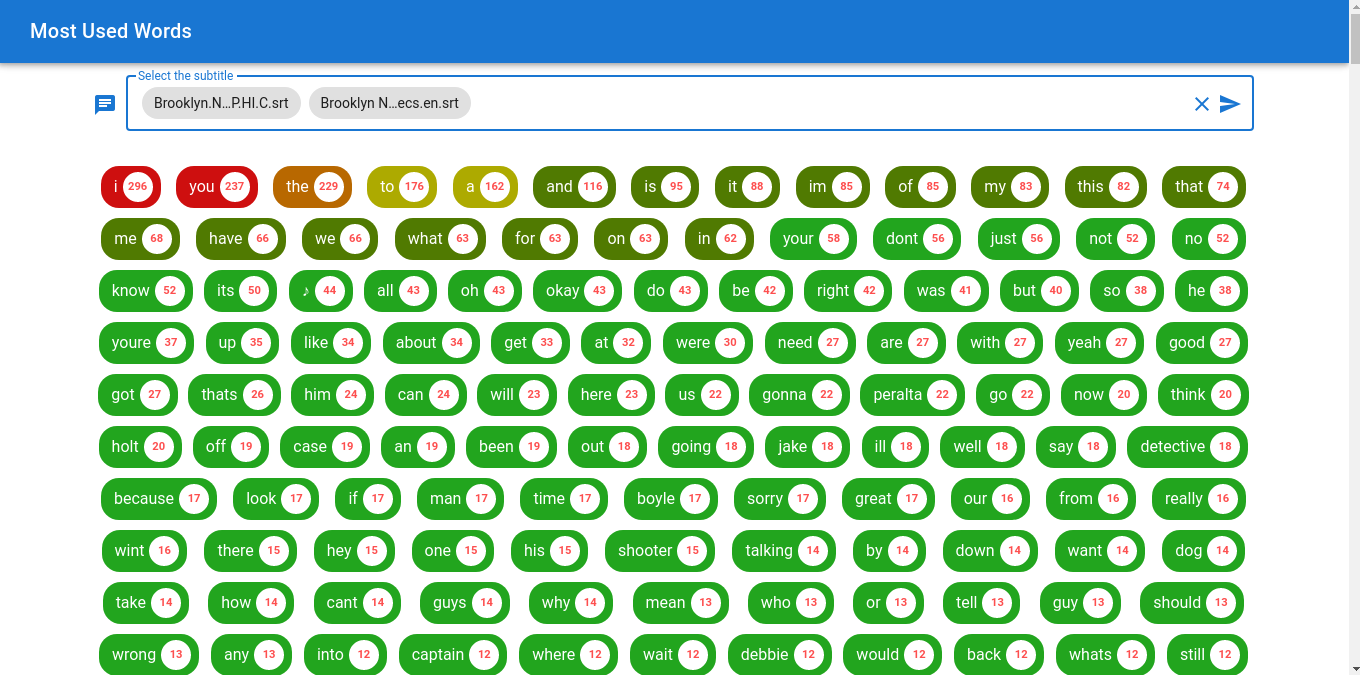 Most Used Words
Select the subtitle
Brooklyn.N...P.HI.C.srt Brooklyn N...ecs.en.srt
i 296 you 237 the 229 to 176 a 162 and 116 is 95 it 88 im 85 of 85 my 83 this 82 that 74
me 68 have 66 we 66 what 63 for 63 on 63 in 62 your 58 dont 56 just 56 not 52 no 52
know 52 its 50 ♪ 44 all 43 oh 43 okay 43 do 43 be 42 right 42 was 41 but 40 so 38 he 38
youre 37 up 35 like 34 about 34 get 33 at 32 were 30 need 27 are 27 with 27 yeah 27 good 27
got 27 thats 26 him 24 can 24 will 23 here 23 us 22 gonna 22 peralta 22 go 22 now 20 think 20
holt 20 off 19 case 19 an 19 been 19 out 18 going 18 jake 18 ill 18 well 18 say 18 detective 18
because 17 look 17 if 17 man 17 time 17 boyle 17 sorry 17 great 17 our 16 from 16 really 16
wint 16 there 15 hey 15 one 15 his 15 shooter 15 talking 14 by 14 down 14 want 14 dog 14
take 14 how 14 cant 14 guys 14 why 14 mean 13 who 13 or 13 tell 13 guy 13 should 13
wrong 13 any 13 into 12 captain 12 where 12 wait 12 debbie 12 would 12 back 12 whats 12 still 12